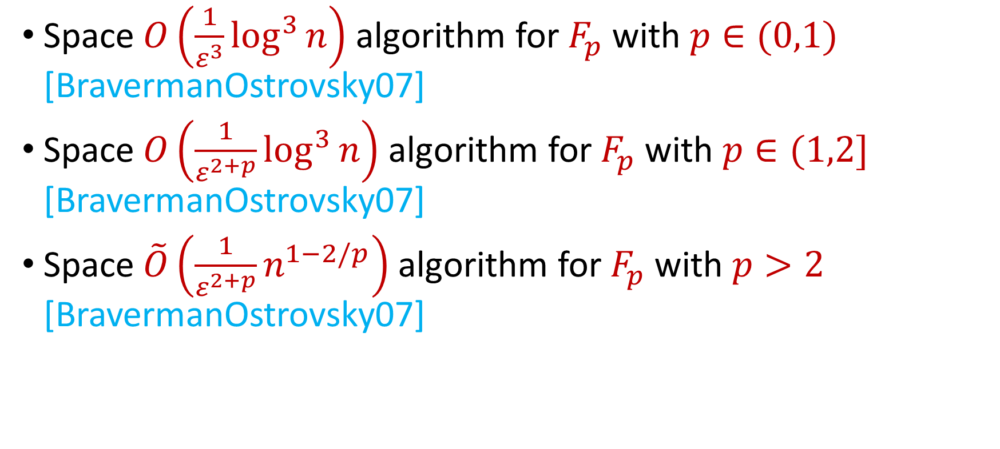 • Space $O\left(\frac{1}{\varepsilon^3}\log^3 n\right)$ algorithm for $F_p$ with $p \in (0,1)$
[BravermanOstrovsky07]
• Space $O\left(\frac{1}{\varepsilon^{2+p}}\log^3 n\right)$ algorithm for $F_p$ with $p \in (1,2]$
[BravermanOstrovsky07]
• Space $\tilde{O}\left(\frac{1}{\varepsilon^{2+p}} n^{1-2/p}\right)$ algorithm for $F_p$ with $p > 2$
[BravermanOstrovsky07]